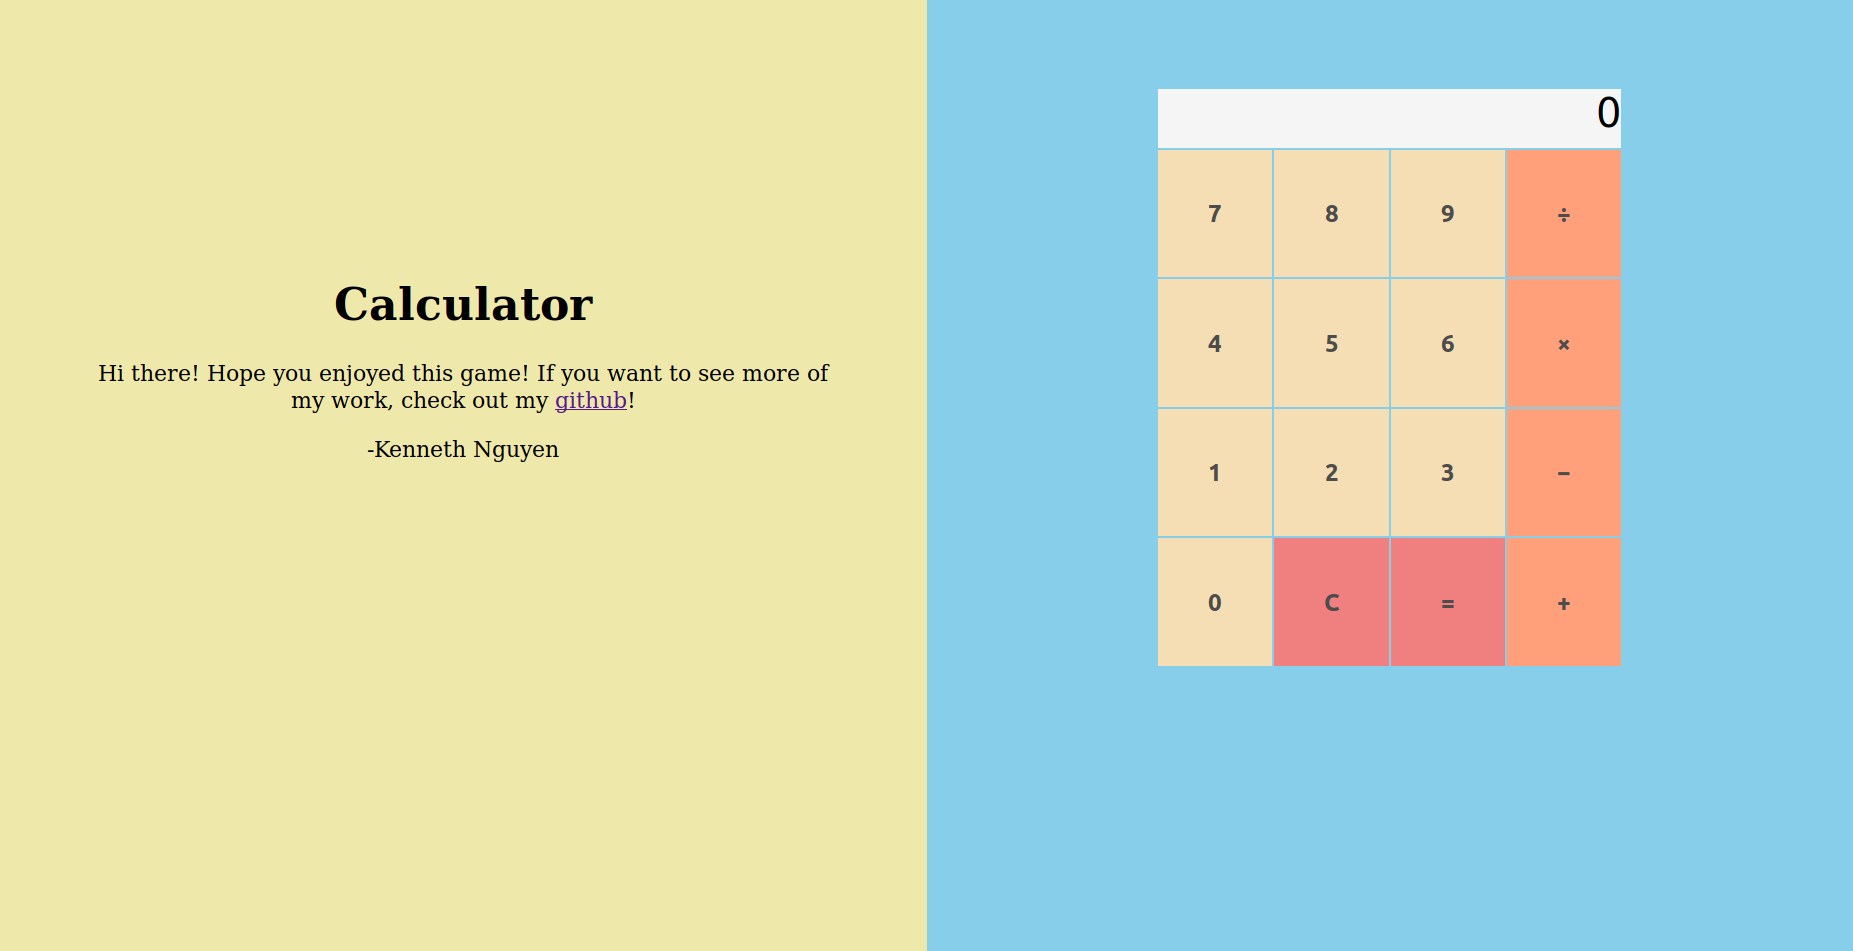 Calculator
Hi there! Hope you enjoyed this game! If you want to see more of
my work, check out my github!
-Kenneth Nguyen
0
7 8 9 ÷
4 5 6 ×
1 2 3 −
0 C = +